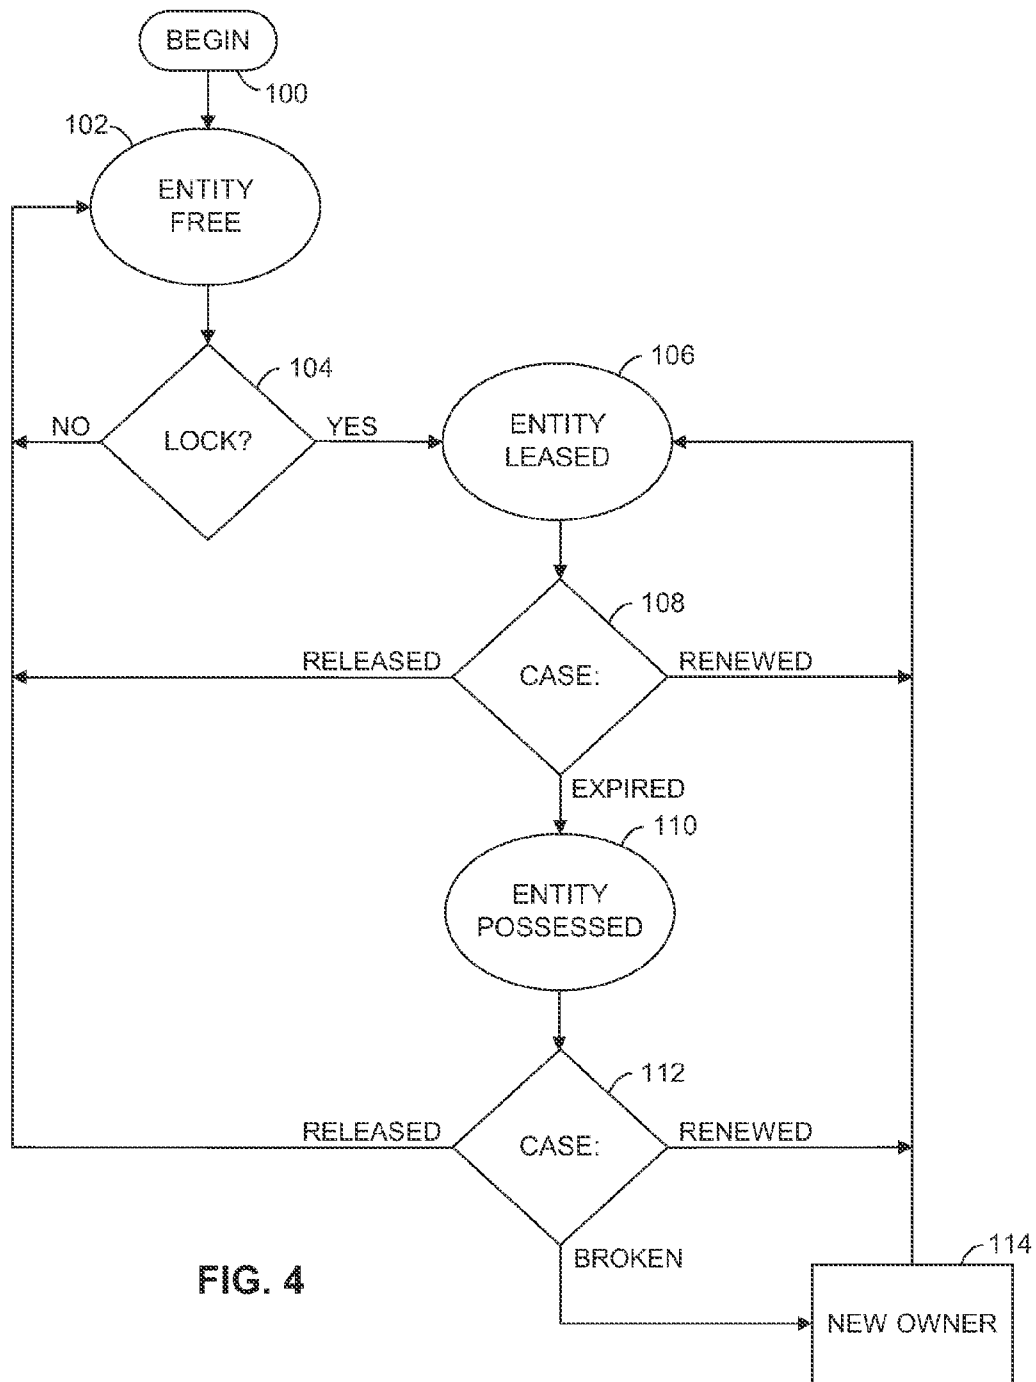 BEGIN
100
102
ENTITY
FREE
104
LOCK?
NO
YES
106
ENTITY
LEASED
108
CASE:
RELEASED
RENEWED
EXPIRED
110
ENTITY
POSSESSED
112
CASE:
RELEASED
RENEWED
BROKEN
114
NEW OWNER
FIG. 4